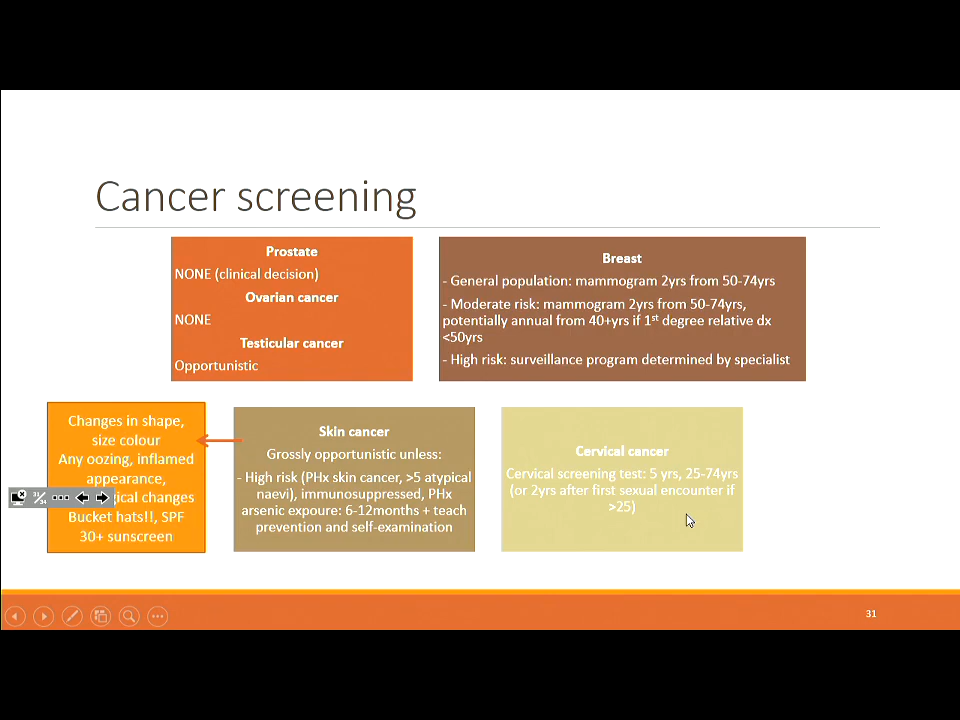 Cancer screening
Prostate
NONE (clinical decision)
Ovarian cancer
NONE
Testicular cancer
Opportunistic
Breast
- General population: mammogram 2yrs from 50-74yrs
- Moderate risk: mammogram 2yrs from 50-74yrs,
potentially annual from 40+yrs if 1st degree relative dx
<50yrs
- High risk: surveillance program determined by specialist
Changes in shape,
size colour
Any oozing, inflamed
appearance,
changes
Bucket hats!!, SPF
30+ sunscreen
31/34
Skin cancer
Grossly opportunistic unless:
- High risk (PHx skin cancer, >5 atypical
naevi), immunosuppressed, PHx
arsenic expoure: 6-12months + teach
prevention and self-examination
Cervical cancer
Cervical screening test: 5 yrs, 25-74yrs
(or 2yrs after first sexual encounter if
>25)
31